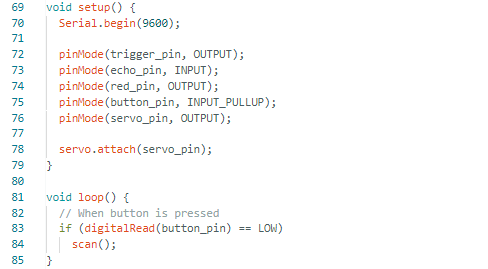 69 void setup() {
70   Serial.begin(9600);
71
72   pinMode(trigger_pin, OUTPUT);
73   pinMode(echo_pin, INPUT);
74   pinMode(red_pin, OUTPUT);
75   pinMode(button_pin, INPUT_PULLUP);
76   pinMode(servo_pin, OUTPUT);
77
78   servo.attach(servo_pin);
79 }
80
81 void loop() {
82   // When button is pressed
83   if (digitalRead(button_pin) == LOW)
84     scan();
85 }